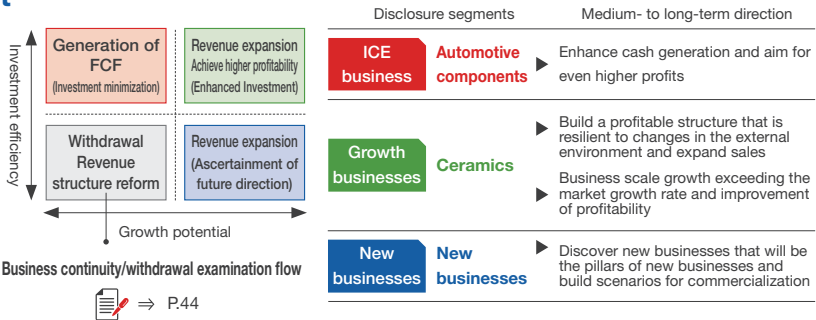 t
Investment efficiency
Generation of
FCF
(Investment minimization)
Revenue expansion
Achieve higher profitability
(Enhanced Investment)
Withdrawal
Revenue
structure reform
Revenue expansion
(Ascertainment of
future direction)
Growth potential
Business continuity/withdrawal examination flow
⇒ P.44
Disclosure segments
Medium- to long-term direction
ICE
business
Automotive
components
▶ Enhance cash generation and aim for
even higher profits
Growth
businesses
Ceramics
▶ Build a profitable structure that is
resilient to changes in the external
environment and expand sales
▶ Business scale growth exceeding the
market growth rate and improvement
of profitability
New
businesses
New
businesses
▶ Discover new businesses that will be
the pillars of new businesses and
build scenarios for commercialization